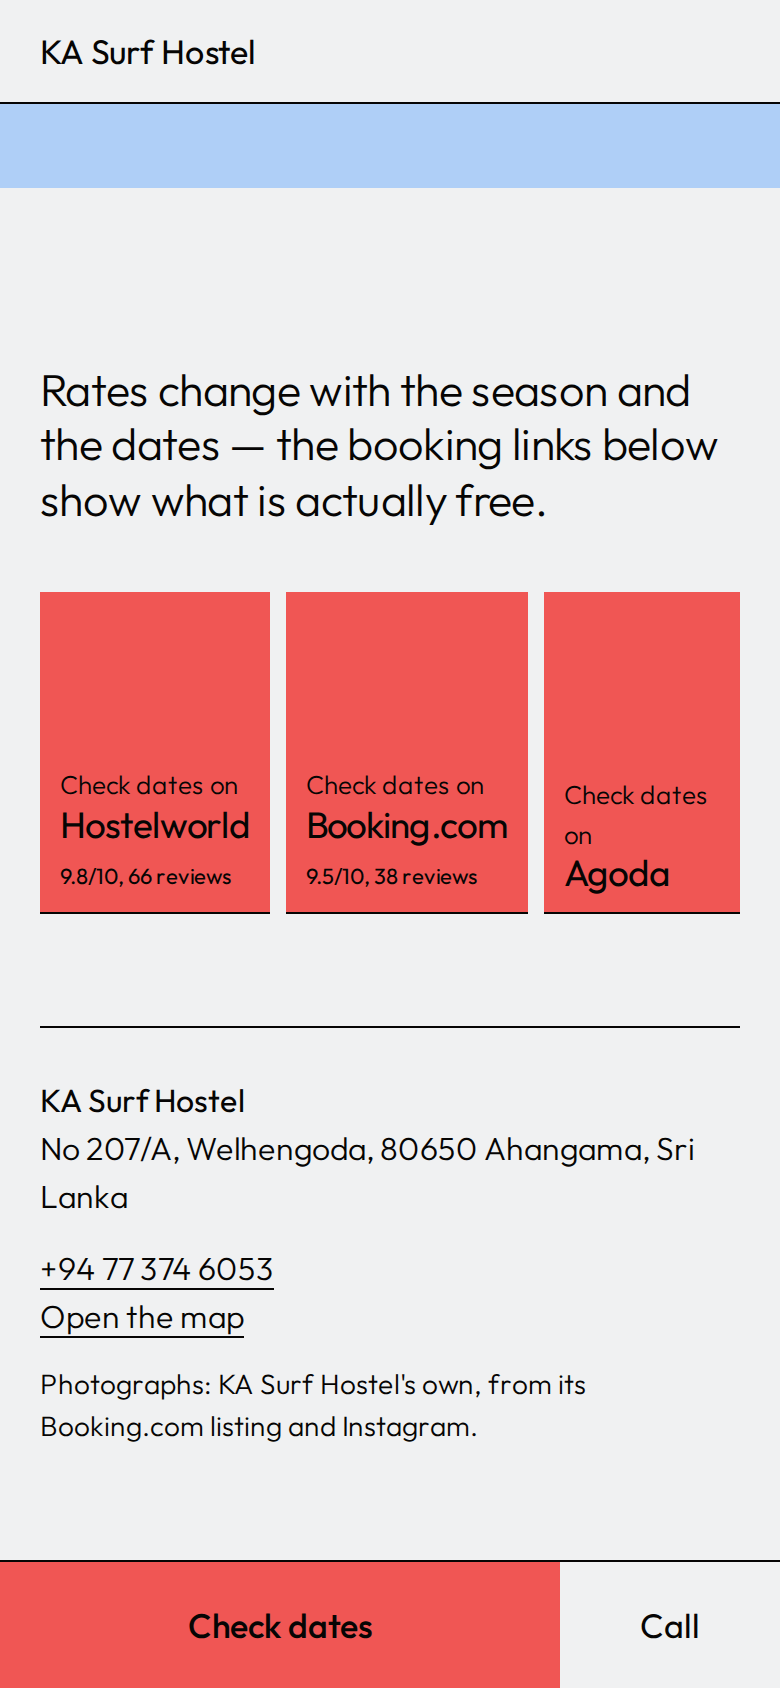 KA Surf Hostel
Rates change with the season and
the dates — the booking links below
show what is actually free.
Check dates on
Hostelworld
9.8/10, 66 reviews
Check dates on
Booking.com
9.5/10, 38 reviews
Check dates
on
Agoda
KA Surf Hostel
No 207/A, Welhengoda, 80650 Ahangama, Sri
Lanka
+94 77 374 6053
Open the map
Photographs: KA Surf Hostel's own, from its
Booking.com listing and Instagram.
Check dates
Call